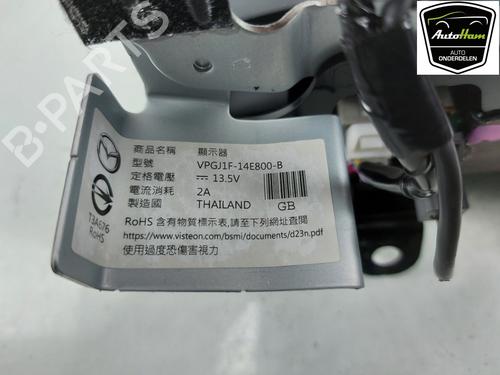 AutoHam
AUTO
ONDERDELEN
B-PARTS
商品名稱 顯示器
型號 VPGJ1F-14E800-B
定格電壓 ⎓ 13.5V
電流消耗 2A
製造國 THAILAND GB
T3A676
RoHS
RoHS 含有物質標示表,請至下列網址查閱
https://www.visteon.com/bsmi/documents/d23n.pdf
使用過度恐傷害視力